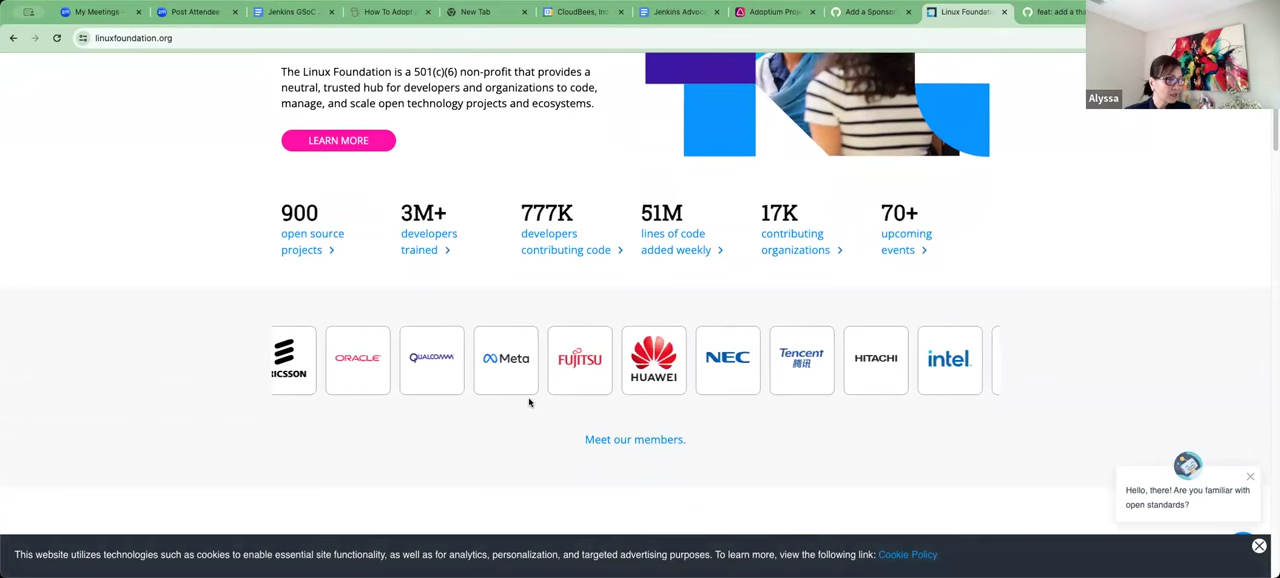 My Meetings -
Post Attendee
Jenkins GSoC
How To Adopt
New Tab
CloudBees, Inc
Jenkins Advoc
Adoptium Proj
Add a Sponsor
Linux Foundati
feat: add a tha
linuxfoundation.org
Alyssa
The Linux Foundation is a 501(c)(6) non-profit that provides a
neutral, trusted hub for developers and organizations to code,
manage, and scale open technology projects and ecosystems.
LEARN MORE
900
open source
projects
3M+
developers
trained
777K
developers
contributing code
51M
lines of code
added weekly
17K
contributing
organizations
70+
upcoming
events
RICSSON
ORACLE
QUALCOMM
Meta
FUJITSU
HUAWEI
NEC
Tencent
腾讯
HITACHI
intel.
Meet our members.
Hello, there! Are you familiar with
open standards?
This website utilizes technologies such as cookies to enable essential site functionality, as well as for analytics, personalization, and targeted advertising purposes. To learn more, view the following link: Cookie Policy